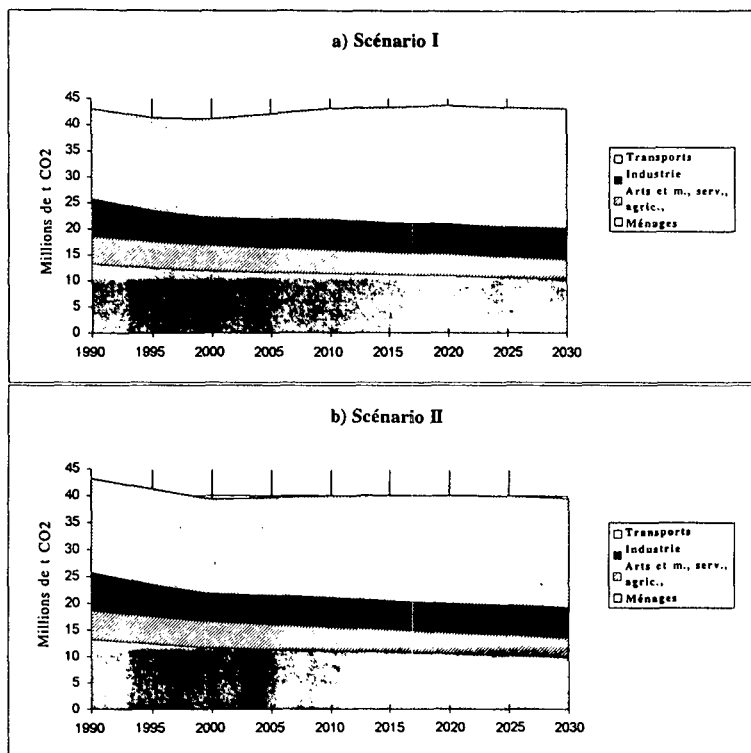 a) Scénario I
Millions de t CO2
45
40
35
30
25
20
15
10
5
0
1990 1995 2000 2005 2010 2015 2020 2025 2030
Transports
Industrie
Arts et m., serv.,
agric.,
Ménages
b) Scénario II
Millions de t CO2
45
40
35
30
25
20
15
10
5
0
1990 1995 2000 2005 2010 2015 2020 2025 2030
Transports
Industrie
Arts et m., serv.,
agric.,
Ménages